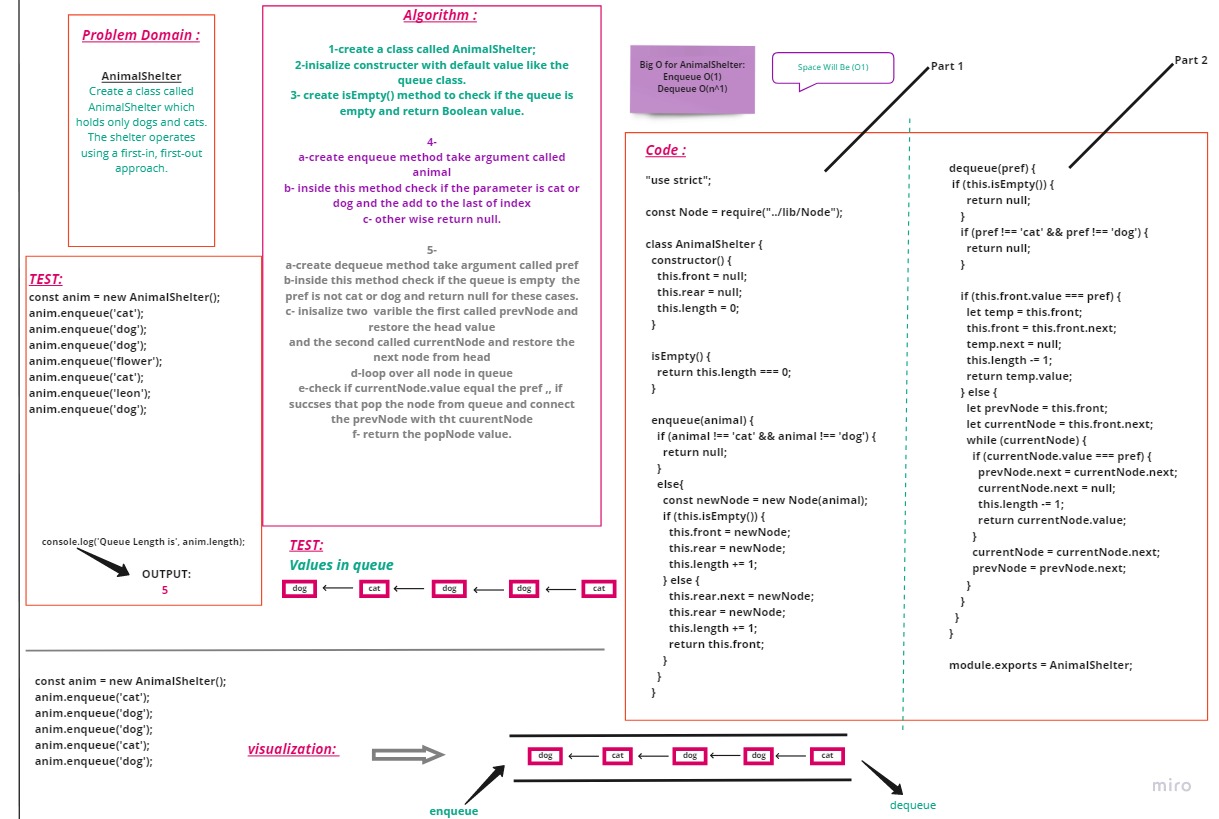 Problem Domain :
AnimalShelter
Create a class called
AnimalShelter which
holds only dogs and cats.
The shelter operates
using a first-in, first-out
approach.
Algorithm :
1-create a class called AnimalShelter;
2-inisalize constructer with default value like the
queue class.
3- create isEmpty() method to check if the queue is
empty and return Boolean value.
4-
a-create enqueue method take argument called
animal
b- inside this method check if the parameter is cat or
dog and the add to the last of index
c- other wise return null.
5-
a-create dequeue method take argument called pref
b-inside this method check if the queue is empty  the
pref is not cat or dog and return null for these cases.
c- inisalize two  varible the first called prevNode and
restore the head value
and the second called currentNode and restore the
next node from head
d-loop over all node in queue
e-check if currentNode.value equal the pref ,, if
succses that pop the node from queue and connect
the prevNode with tht cuurentNode
f- return the popNode value.
TEST:
const anim = new AnimalShelter();
anim.enqueue('cat');
anim.enqueue('dog');
anim.enqueue('dog');
anim.enqueue('flower');
anim.enqueue('cat');
anim.enqueue('leon');
anim.enqueue('dog');
console.log('Queue Length is', anim.length);
OUTPUT:
5
TEST:
Values in queue
dog cat dog dog cat
Big O for AnimalShelter:
Enqueue O(1)
Dequeue O(n^1)
Space Will Be (O1)
Part 1
Part 2
Code :
"use strict";
const Node = require("../lib/Node");
class AnimalShelter {
constructor() {
this.front = null;
this.rear = null;
this.length = 0;
}
isEmpty() {
return this.length === 0;
}
enqueue(animal) {
if (animal !== 'cat' && animal !== 'dog') {
return null;
}
else{
const newNode = new Node(animal);
if (this.isEmpty()) {
this.front = newNode;
this.rear = newNode;
this.length += 1;
} else {
this.rear.next = newNode;
this.rear = newNode;
this.length += 1;
return this.front;
}
}
}
dequeue(pref) {
if (this.isEmpty()) {
return null;
}
if (pref !== 'cat' && pref !== 'dog') {
return null;
}
if (this.front.value === pref) {
let temp = this.front;
this.front = this.front.next;
temp.next = null;
this.length -= 1;
return temp.value;
} else {
let prevNode = this.front;
let currentNode = this.front.next;
while (currentNode) {
if (currentNode.value === pref) {
prevNode.next = currentNode.next;
currentNode.next = null;
this.length -= 1;
return currentNode.value;
}
currentNode = currentNode.next;
prevNode = prevNode.next;
}
}
}
}
module.exports = AnimalShelter;
const anim = new AnimalShelter();
anim.enqueue('cat');
anim.enqueue('dog');
anim.enqueue('dog');
anim.enqueue('cat');
anim.enqueue('dog');
visualization:
dog cat dog dog cat
enqueue
dequeue
miro